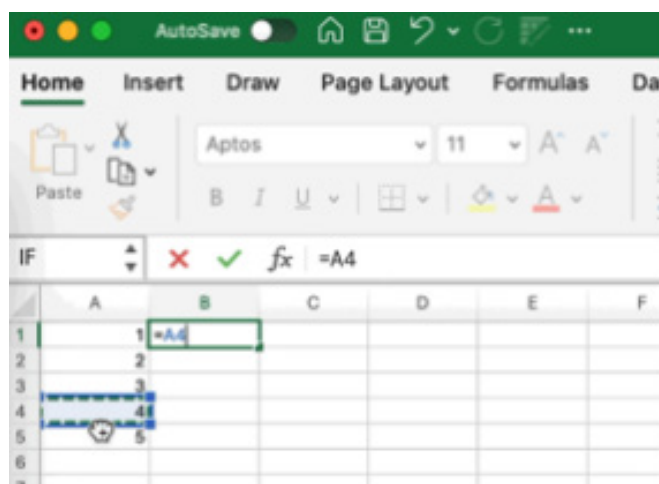 AutoSave
Home Insert Draw Page Layout Formulas Da
Paste Aptos 11 A A
B I U A
IF fx =A4
A B C D E F
1 1 =A4
2 2
3 3
4 4
5 5
6